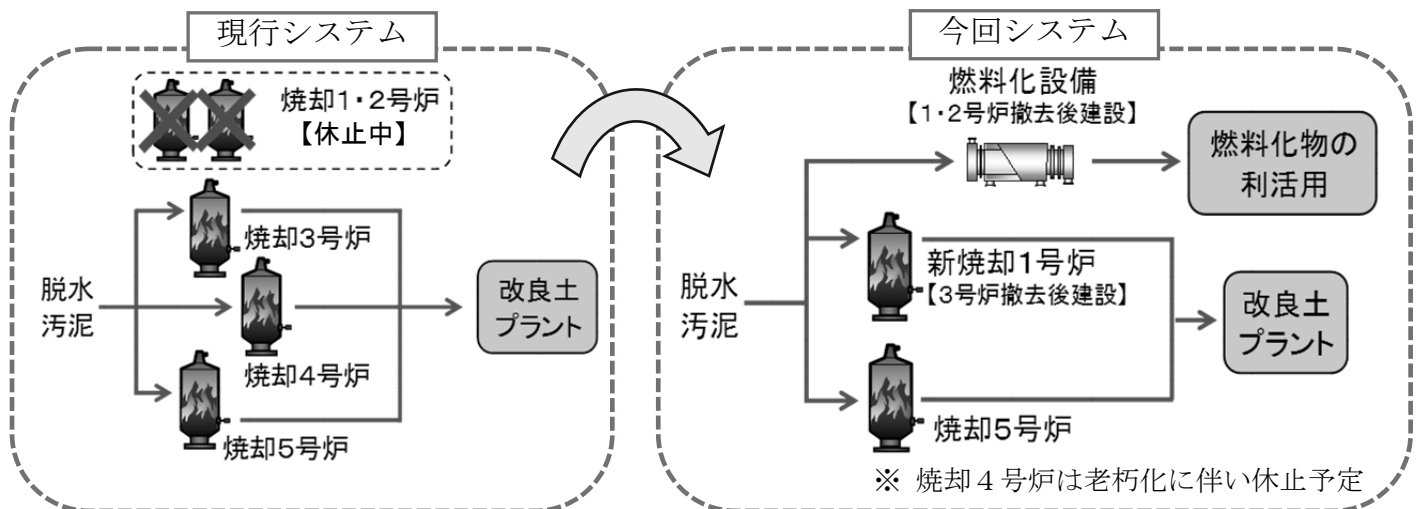 現行システム
焼却1・2号炉
【休止中】
焼却3号炉
脱水
汚泥
焼却4号炉
焼却5号炉
改良土
プラント
今回システム
燃料化設備
【1・2号炉撤去後建設】
燃料化物の
利活用
脱水
汚泥
新焼却1号炉
【3号炉撤去後建設】
焼却5号炉
改良土
プラント
※ 焼却４号炉は老朽化に伴い休止予定